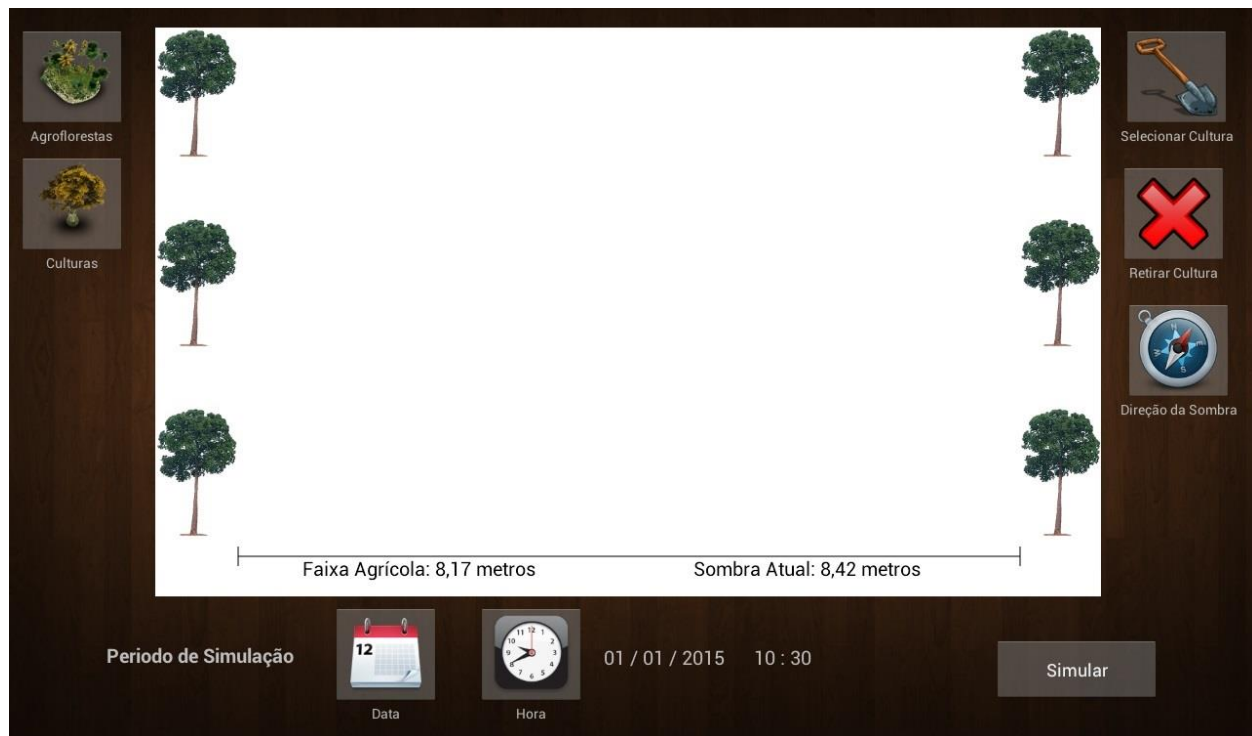 Agroflorestas
Culturas
Selecionar Cultura
Retirar Cultura
Direção da Sombra
Faixa Agrícola: 8,17 metros
Sombra Atual: 8,42 metros
Periodo de Simulação
12
Data
Hora
01 / 01 / 2015 10 : 30
Simular